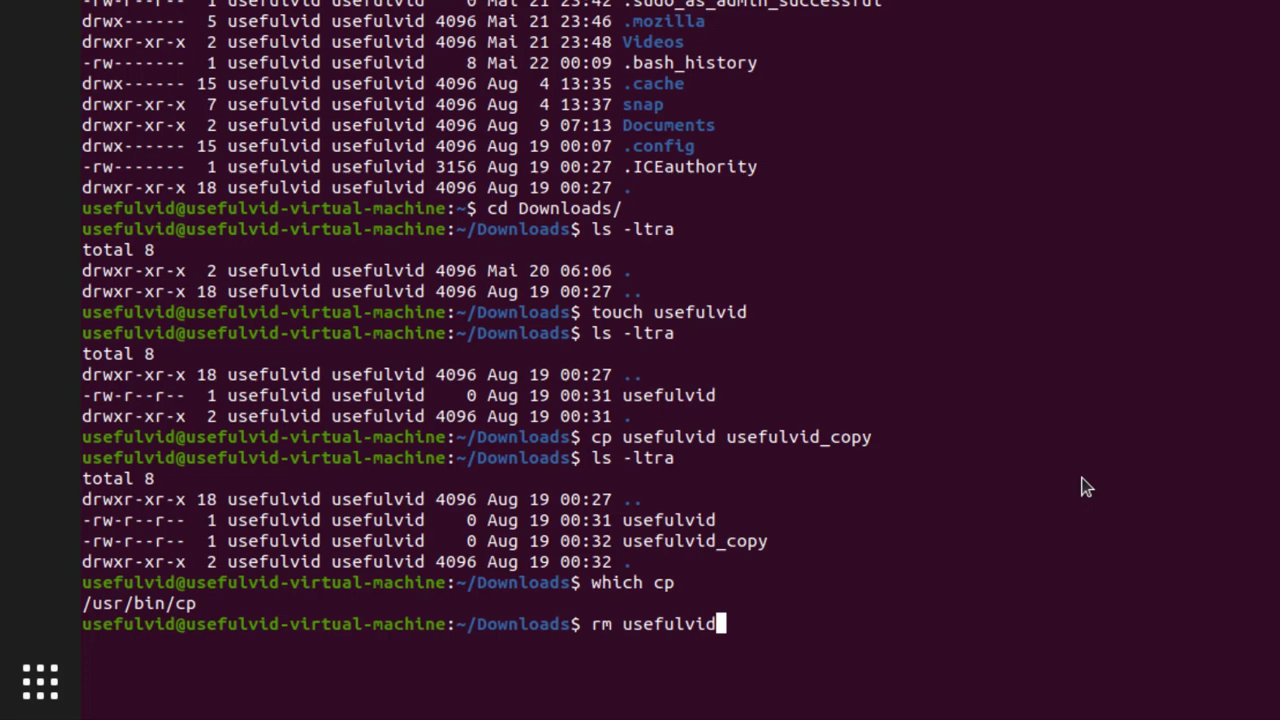 -rw-r--r-- 1 usefulvid usefulvid 0 Mai 21 23:42 .sudo_as_admin_successful
drwx------ 5 usefulvid usefulvid 4096 Mai 21 23:46 .mozilla
drwxr-xr-x 2 usefulvid usefulvid 4096 Mai 21 23:48 Videos
-rw------- 1 usefulvid usefulvid 8 Mai 22 00:09 .bash_history
drwx------ 15 usefulvid usefulvid 4096 Aug 4 13:35 .cache
drwxr-xr-x 7 usefulvid usefulvid 4096 Aug 4 13:37 snap
drwxr-xr-x 2 usefulvid usefulvid 4096 Aug 9 07:13 Documents
drwx------ 15 usefulvid usefulvid 4096 Aug 19 00:07 .config
-rw------- 1 usefulvid usefulvid 3156 Aug 19 00:27 .ICEauthority
drwxr-xr-x 18 usefulvid usefulvid 4096 Aug 19 00:27 .
usefulvid@usefulvid-virtual-machine:~$ cd Downloads/
usefulvid@usefulvid-virtual-machine:~/Downloads$ ls -ltra
total 8
drwxr-xr-x 2 usefulvid usefulvid 4096 Mai 20 06:06 .
drwxr-xr-x 18 usefulvid usefulvid 4096 Aug 19 00:27 ..
usefulvid@usefulvid-virtual-machine:~/Downloads$ touch usefulvid
usefulvid@usefulvid-virtual-machine:~/Downloads$ ls -ltra
total 8
drwxr-xr-x 18 usefulvid usefulvid 4096 Aug 19 00:27 ..
-rw-r--r-- 1 usefulvid usefulvid 0 Aug 19 00:31 usefulvid
drwxr-xr-x 2 usefulvid usefulvid 4096 Aug 19 00:31 .
usefulvid@usefulvid-virtual-machine:~/Downloads$ cp usefulvid usefulvid_copy
usefulvid@usefulvid-virtual-machine:~/Downloads$ ls -ltra
total 8
drwxr-xr-x 18 usefulvid usefulvid 4096 Aug 19 00:27 ..
-rw-r--r-- 1 usefulvid usefulvid 0 Aug 19 00:31 usefulvid
-rw-r--r-- 1 usefulvid usefulvid 0 Aug 19 00:32 usefulvid_copy
drwxr-xr-x 2 usefulvid usefulvid 4096 Aug 19 00:32 .
usefulvid@usefulvid-virtual-machine:~/Downloads$ which cp
/usr/bin/cp
usefulvid@usefulvid-virtual-machine:~/Downloads$ rm usefulvid